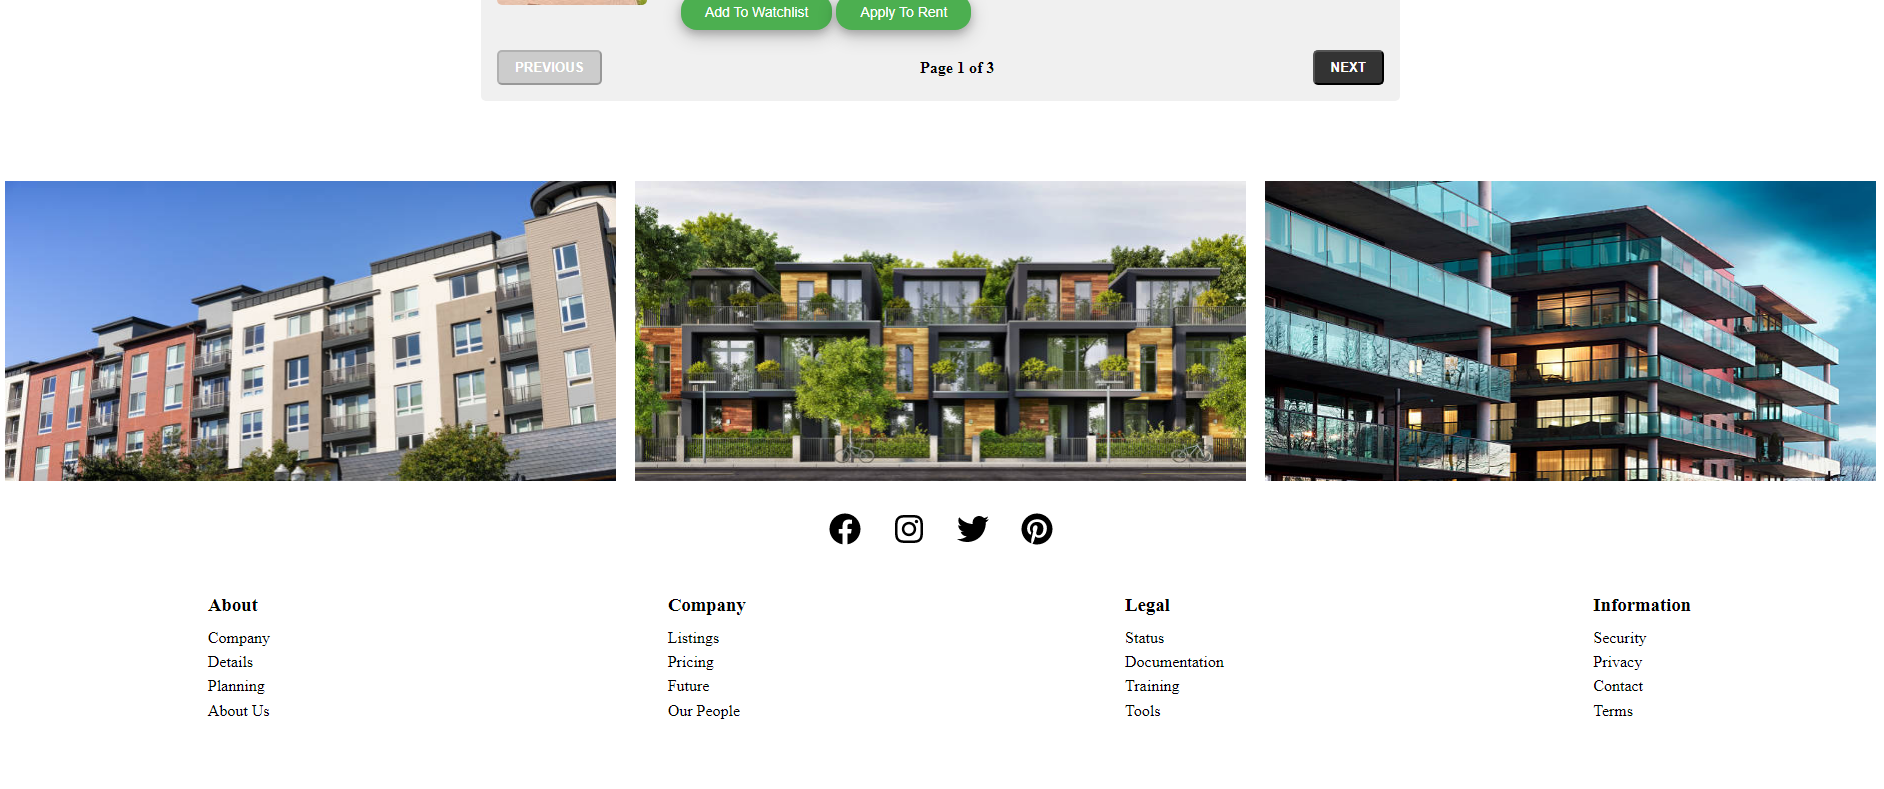 Add To Watchlist Apply To Rent
PREVIOUS Page 1 of 3 NEXT
About
Company
Details
Planning
About Us
Company
Listings
Pricing
Future
Our People
Legal
Status
Documentation
Training
Tools
Information
Security
Privacy
Contact
Terms